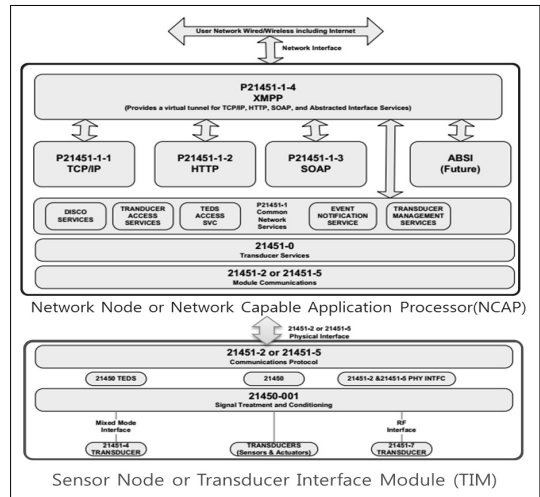 User Network Wired/Wireless including Internet
Network Interface
P21451-1-4
XMPP
(Provides a virtual tunnel for TCP/IP, HTTP, SOAP, and Abstracted Interface Services)
P21451-1-1
TCP/IP
P21451-1-2
HTTP
P21451-1-3
SOAP
ABSI
(Future)
DISCO
SERVICES
TRANDUCER
ACCESS
SERVICES
TEDS
ACCESS
SVC
P21451-1
Common
Network
Services
EVENT
NOTIFICATION
SERVICE
TRANSDUCER
MANAGEMENT
SERVICES
21451-0
Transducer Services
21451-2 or 21451-5
Module Communications
Network Node or Network Capable Application Processor(NCAP)
21451-2 or 21451-5
Physical Interface
21451-2 or 21451-5
Communications Protocol
21450 TEDS
21450
21451-2 &21451-5 PHY INTFC
21450-001
Signal Treatment and Conditioning
Mixed Mode
Interface
RF
Interface
21451-4
TRANSDUCER
TRANSDUCERS
(Sensors & Actuators)
21451-7
TRANSDUCER
Sensor Node or Transducer Interface Module (TIM)